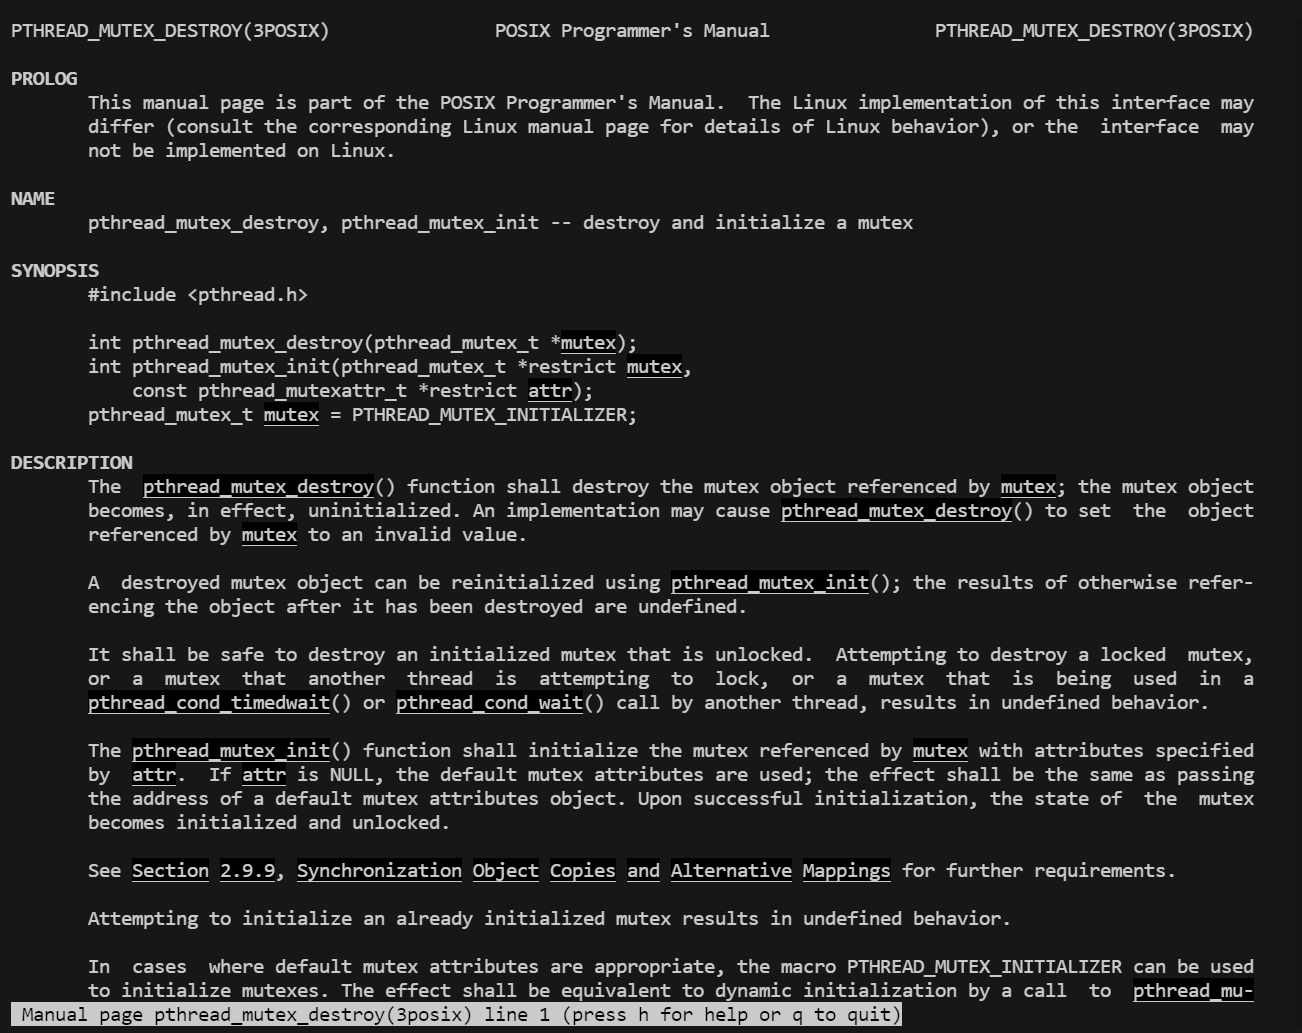 PTHREAD_MUTEX_DESTROY(3POSIX)               POSIX Programmer's Manual               PTHREAD_MUTEX_DESTROY(3POSIX)
PROLOG
       This manual page is part of the POSIX Programmer's Manual.  The Linux implementation of this interface may
       differ (consult the corresponding Linux manual page for details of Linux behavior), or the  interface  may
       not be implemented on Linux.
NAME
       pthread_mutex_destroy, pthread_mutex_init -- destroy and initialize a mutex
SYNOPSIS
       #include <pthread.h>
       int pthread_mutex_destroy(pthread_mutex_t *mutex);
       int pthread_mutex_init(pthread_mutex_t *restrict mutex,
           const pthread_mutexattr_t *restrict attr);
       pthread_mutex_t mutex = PTHREAD_MUTEX_INITIALIZER;
DESCRIPTION
       The  pthread_mutex_destroy() function shall destroy the mutex object referenced by mutex; the mutex object
       becomes, in effect, uninitialized. An implementation may cause pthread_mutex_destroy() to set  the  object
       referenced by mutex to an invalid value.
       A  destroyed mutex object can be reinitialized using pthread_mutex_init(); the results of otherwise refer-
       encing the object after it has been destroyed are undefined.
       It shall be safe to destroy an initialized mutex that is unlocked.  Attempting to destroy a locked  mutex,
       or  a  mutex  that  another  thread  is  attempting  to  lock,  or  a  mutex  that  is  being  used  in  a
       pthread_cond_timedwait() or pthread_cond_wait() call by another thread, results in undefined behavior.
       The pthread_mutex_init() function shall initialize the mutex referenced by mutex with attributes specified
       by  attr.  If attr is NULL, the default mutex attributes are used; the effect shall be the same as passing
       the address of a default mutex attributes object. Upon successful initialization, the state of  the  mutex
       becomes initialized and unlocked.
       See Section 2.9.9, Synchronization Object Copies and Alternative Mappings for further requirements.
       Attempting to initialize an already initialized mutex results in undefined behavior.
       In  cases  where default mutex attributes are appropriate, the macro PTHREAD_MUTEX_INITIALIZER can be used
       to initialize mutexes. The effect shall be equivalent to dynamic initialization by a call  to  pthread_mu-
 Manual page pthread_mutex_destroy(3posix) line 1 (press h for help or q to quit)